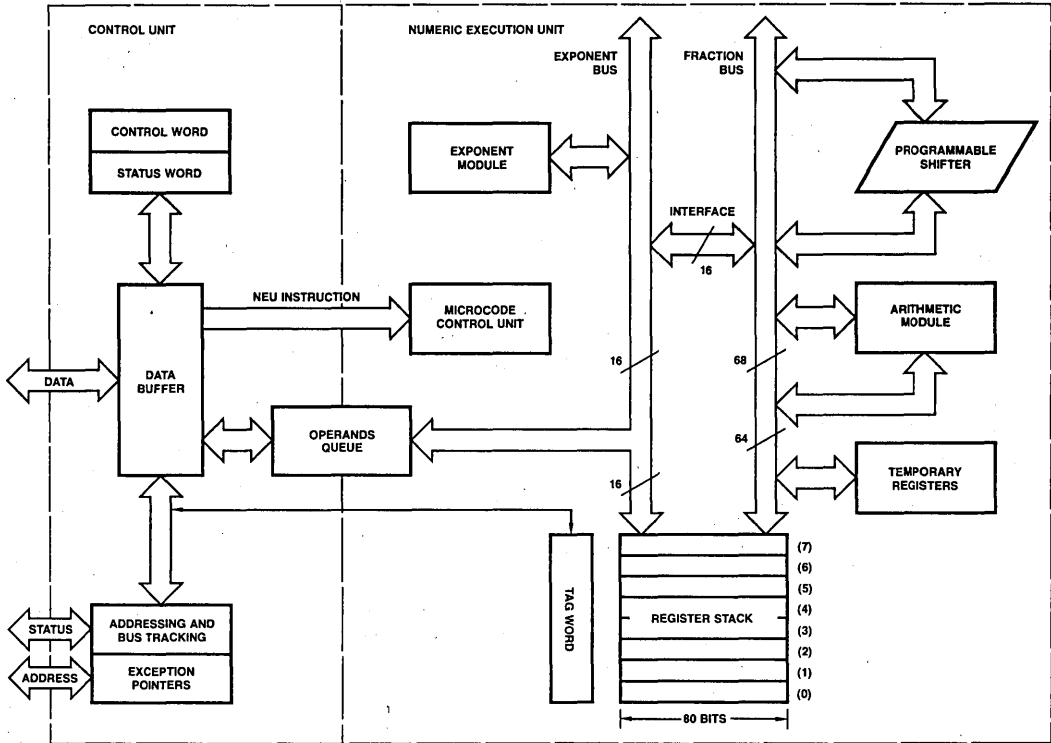 CONTROL UNIT
NUMERIC EXECUTION UNIT
EXPONENT
BUS
FRACTION
BUS
CONTROL WORD
STATUS WORD
EXPONENT
MODULE
PROGRAMMABLE
SHIFTER
INTERFACE
16
NEU INSTRUCTION
MICROCODE
CONTROL UNIT
ARITHMETIC
MODULE
DATA
DATA
BUFFER
16
68
OPERANDS
QUEUE
64
16
TEMPORARY
REGISTERS
TAG WORD
REGISTER STACK
(7)
(6)
(5)
(4)
(3)
(2)
(1)
(0)
STATUS
ADDRESS
ADDRESSING AND
BUS TRACKING
EXCEPTION
POINTERS
80 BITS